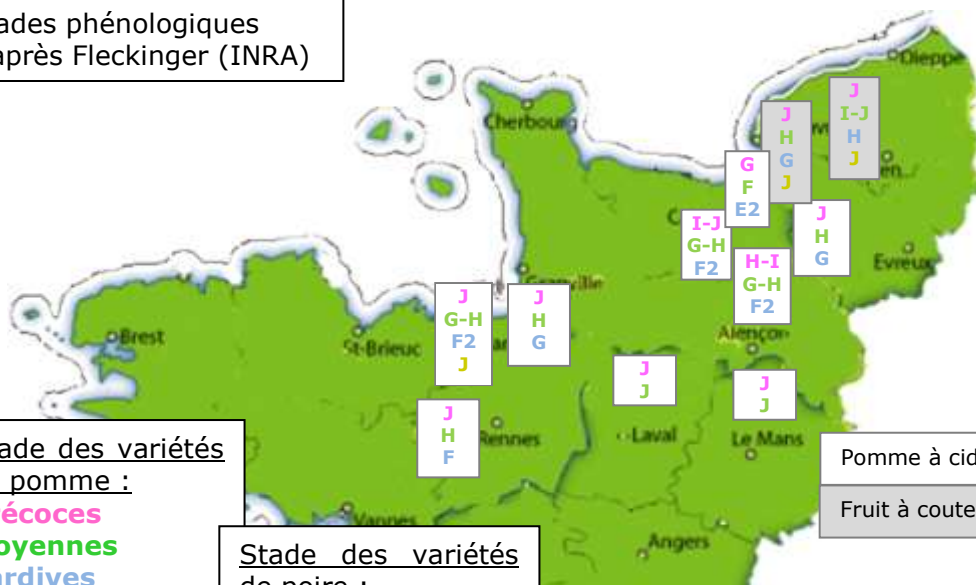 ades phénologiques
après Fleckinger (INRA)
Dieppe
Cherbourg
J
I-J
H
J
J
H
G
J
G
F
E2
J
H
G
I-J
G-H
F2
H-I
G-H
F2
Evreux
J
G-H
F2
J
J
H
G
Brest
St-Brieuc
Alençon
J
J
J
J
J
H
F
Rennes
Laval
Le Mans
Vannes
Angers
ade des variétés
pomme :
écoces
oyennes
ardives
Stade des variétés
de poire :
Pomme à cid
Fruit à coute